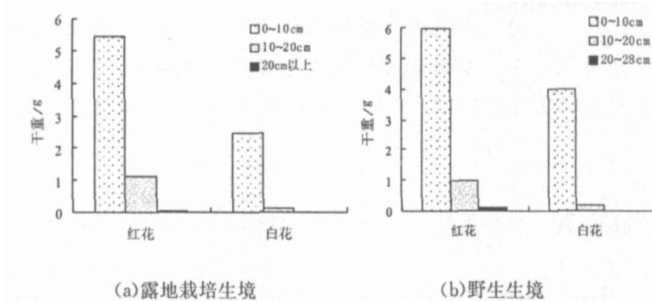 6
5
4
3
2
1
0
干重/g
0~10cm
10~20cm
20cm以上
红花
白花
(a)露地栽培生境
6
5
4
3
2
1
0
干重/g
0~10cm
10~20cm
20~28cm
红花
白花
(b)野生生境